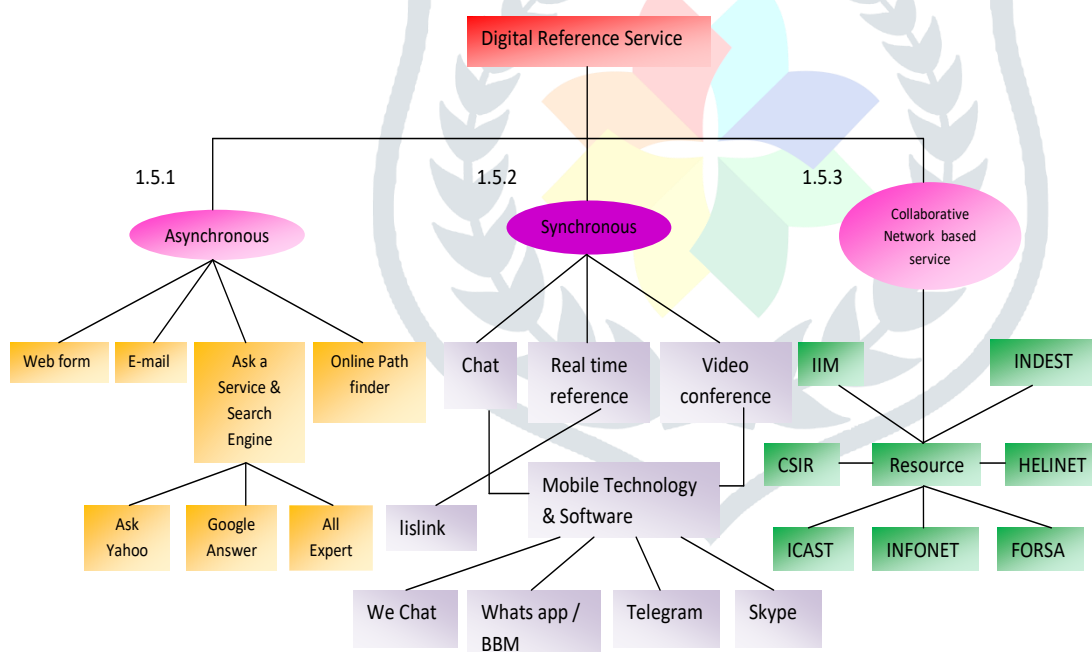 Digital Reference Service
1.5.1
1.5.2
1.5.3
Asynchronous
Synchronous
Collaborative
Network based
service
Web form
E-mail
Ask a
Service &
Search
Engine
Online Path
finder
Chat
Real time
reference
Video
conference
IIM
INDEST
CSIR
Resource
HELINET
Ask
Yahoo
Google
Answer
All
Expert
lislink
Mobile Technology
& Software
ICAST
INFONET
FORSA
We Chat
Whats app /
BBM
Telegram
Skype